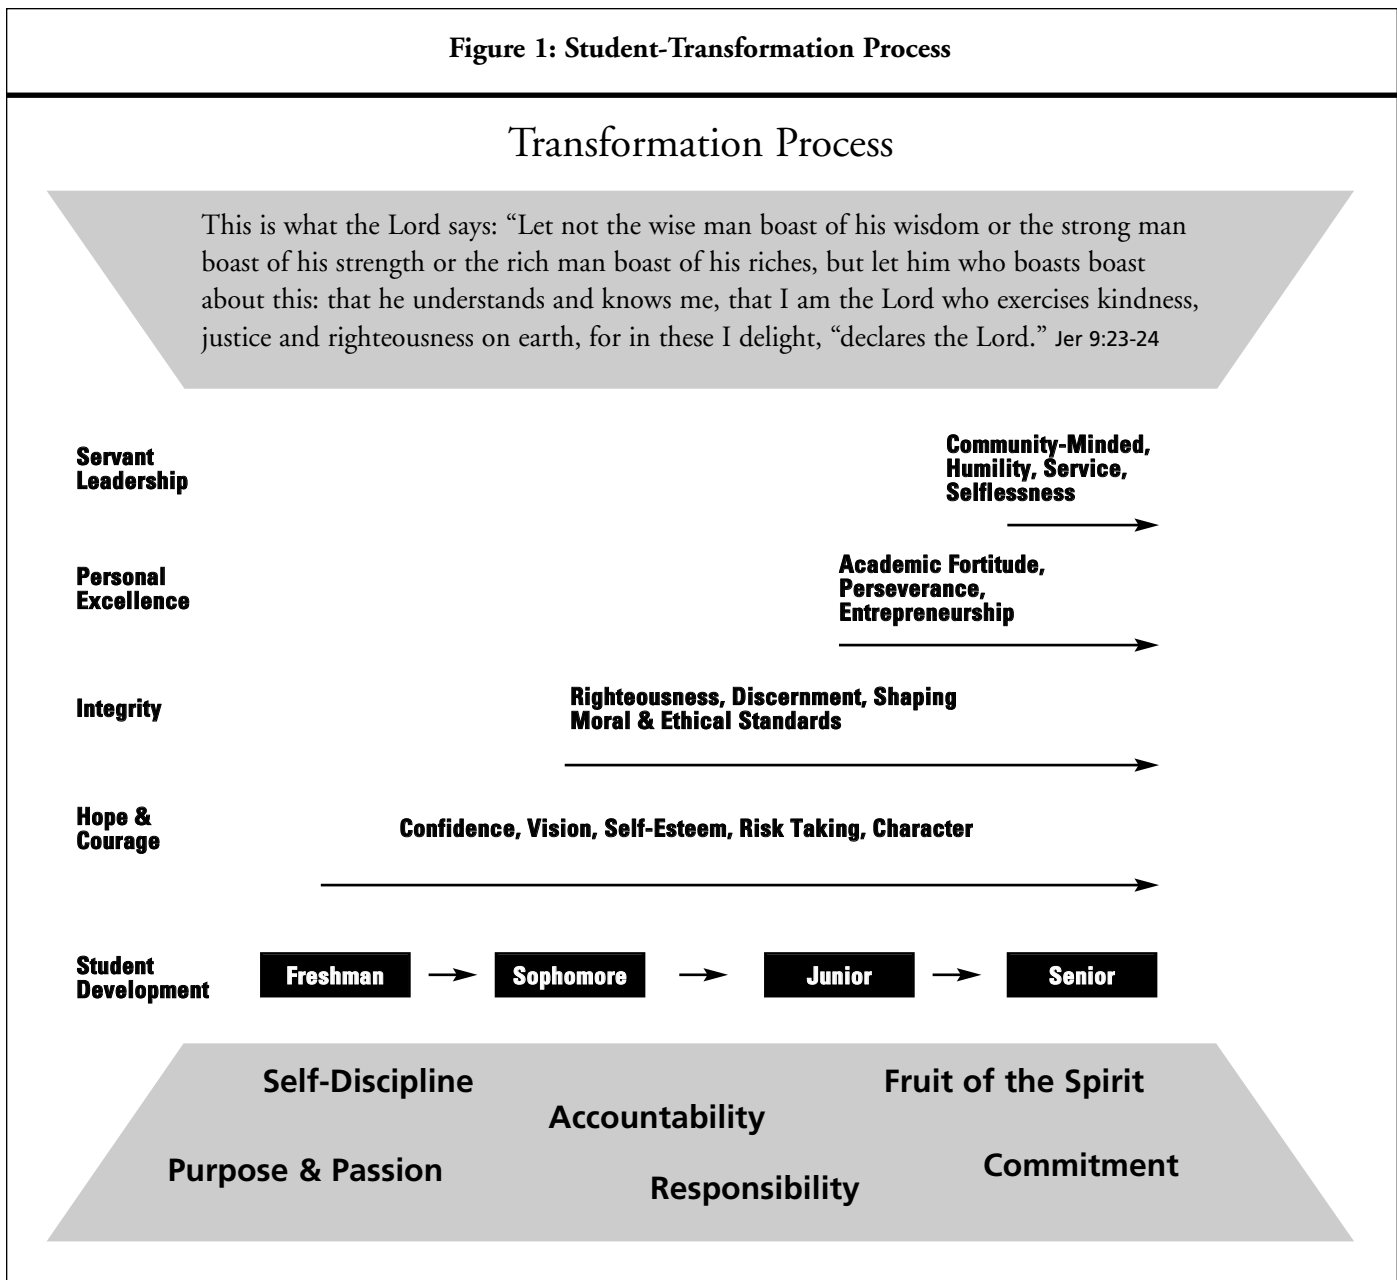 Figure 1: Student-Transformation Process
Transformation Process
This is what the Lord says: “Let not the wise man boast of his wisdom or the strong man
boast of his strength or the rich man boast of his riches, but let him who boasts boast
about this: that he understands and knows me, that I am the Lord who exercises kindness,
justice and righteousness on earth, for in these I delight, “declares the Lord.” Jer 9:23-24
Servant
Leadership
Community-Minded,
Humility, Service,
Selflessness
Personal
Excellence
Academic Fortitude,
Perseverance,
Entrepreneurship
Integrity
Righteousness, Discernment, Shaping
Moral & Ethical Standards
Hope &
Courage
Confidence, Vision, Self-Esteem, Risk Taking, Character
Student
Development
Freshman
Sophomore
Junior
Senior
Self-Discipline
Fruit of the Spirit
Accountability
Purpose & Passion
Commitment
Responsibility